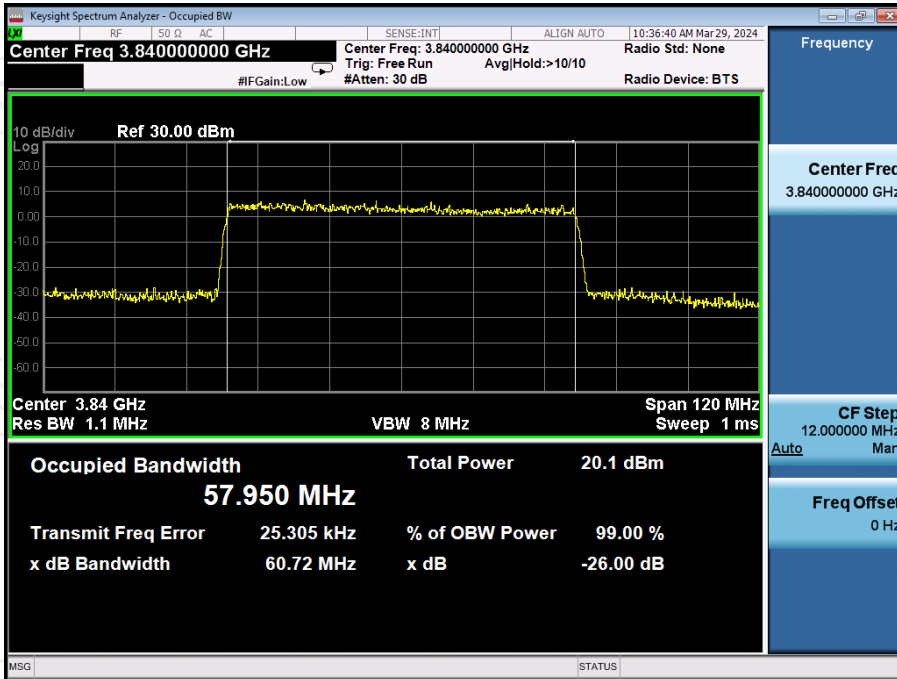 Keysight Spectrum Analyzer - Occupied BW
LXI RF 50 Ω AC SENSE:INT ALIGN AUTO 10:36:40 AM Mar 29, 2024
Center Freq 3.840000000 GHz
#IFGain:Low
Center Freq: 3.840000000 GHz
Trig: Free Run Avg|Hold:>10/10
#Atten: 30 dB
Radio Std: None
Radio Device: BTS
10 dB/div Ref 30.00 dBm
Log
20.0
10.0
0.00
-10.0
-20.0
-30.0
-40.0
-50.0
-60.0
Center 3.84 GHz Span 120 MHz
Res BW 1.1 MHz VBW 8 MHz Sweep 1 ms
Occupied Bandwidth Total Power 20.1 dBm
57.950 MHz
Transmit Freq Error 25.305 kHz % of OBW Power 99.00 %
x dB Bandwidth 60.72 MHz x dB -26.00 dB
MSG STATUS
Frequency
Center Freq
3.840000000 GHz
CF Step
12.000000 MHz
Auto Man
Freq Offset
0 Hz